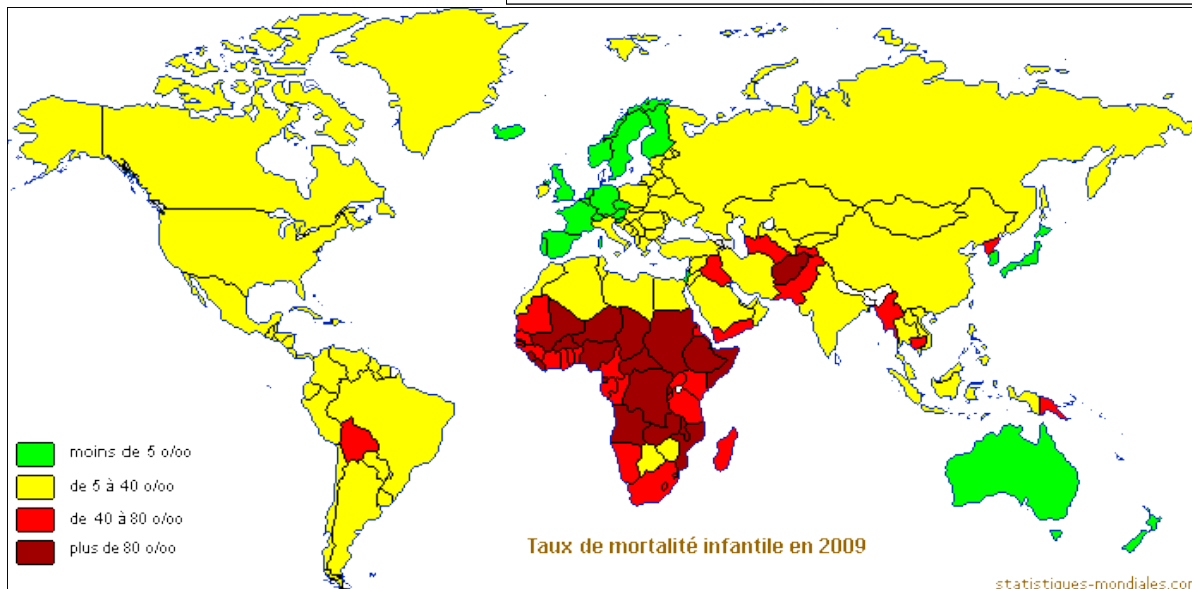 moins de 5 o/oo
de 5 à 40 o/oo
de 40 à 80 o/oo
plus de 80 o/oo
Taux de mortalité infantile en 2009
statistiques-mondiales.com